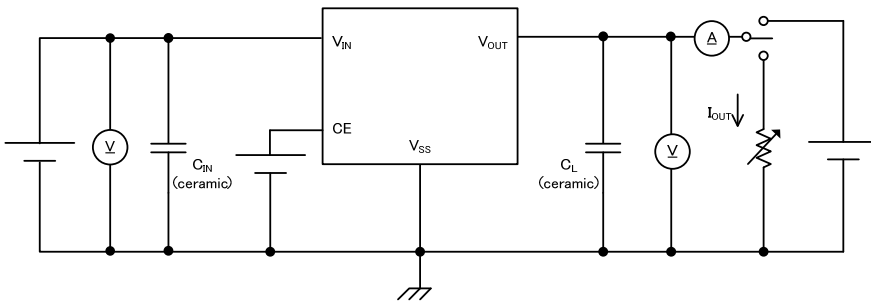 VIN
VOUT
A
CE
IOUT
V
VSS
V
CIN
(ceramic)
CL
(ceramic)